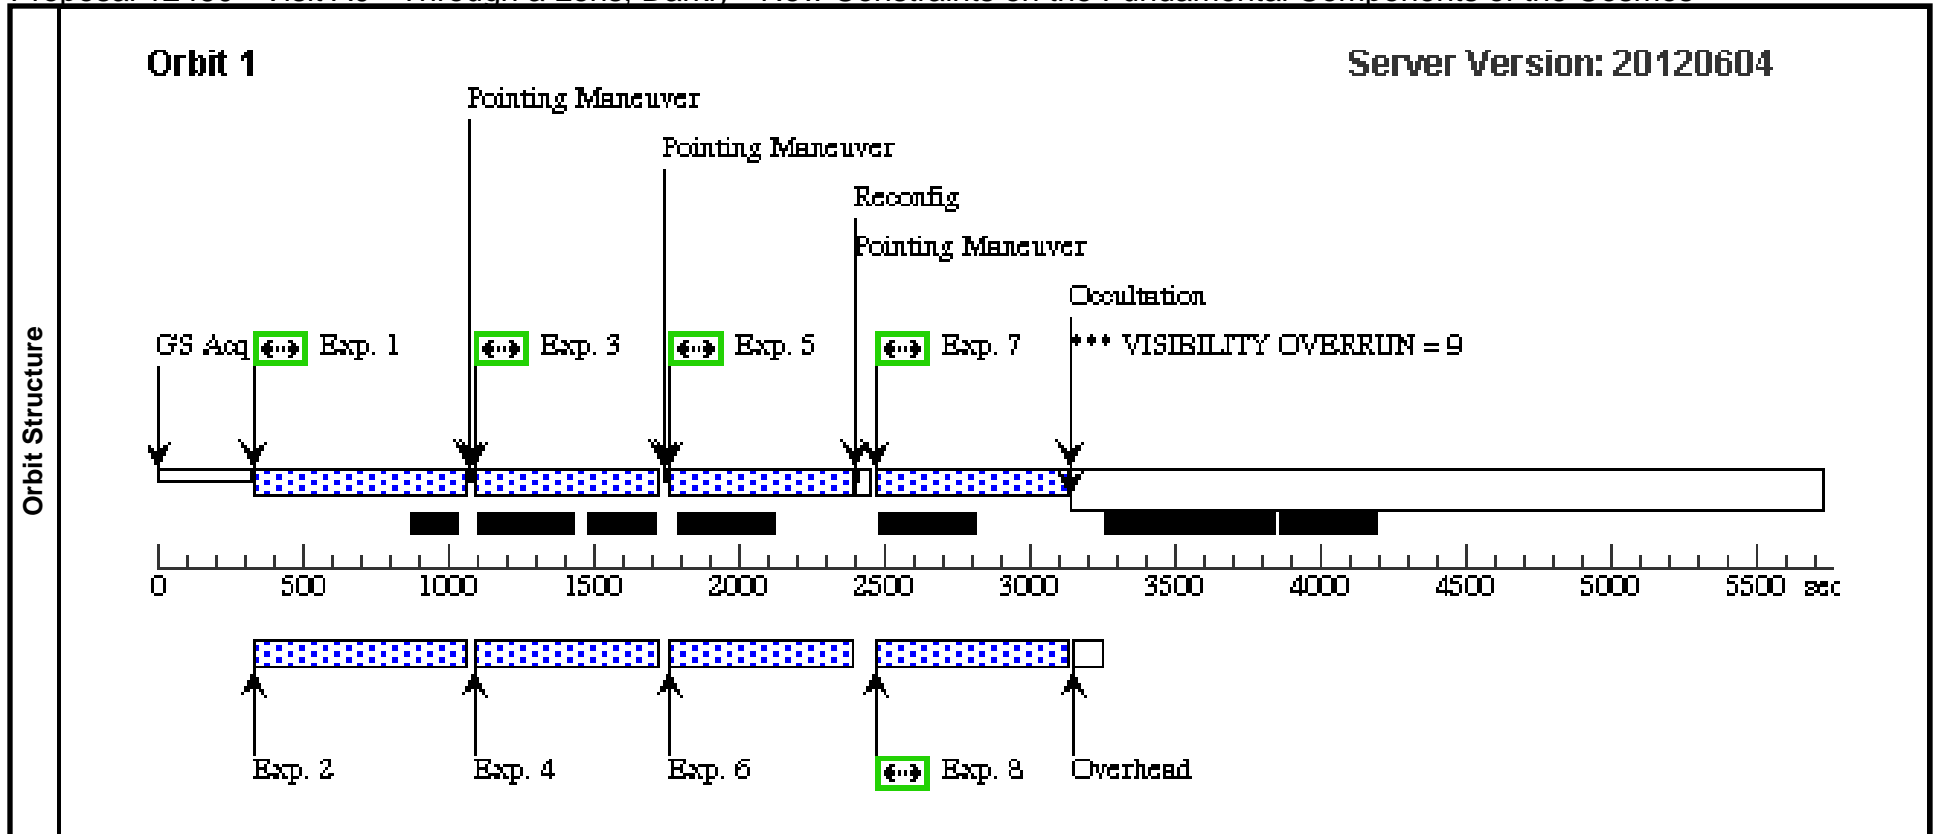 Orbit 1
Server Version: 20120604
Pointing Maneuver
Pointing Maneuver
Reconfig
Pointing Maneuver
Occultation
GS Acq Exp. 1 Exp. 3 Exp. 5 Exp. 7 *** VISIBILITY OVERRUN = 9
Orbit Structure
0 500 1000 1500 2000 2500 3000 3500 4000 4500 5000 5500 sec
Exp. 2 Exp. 4 Exp. 6 Exp. 8 Overhead